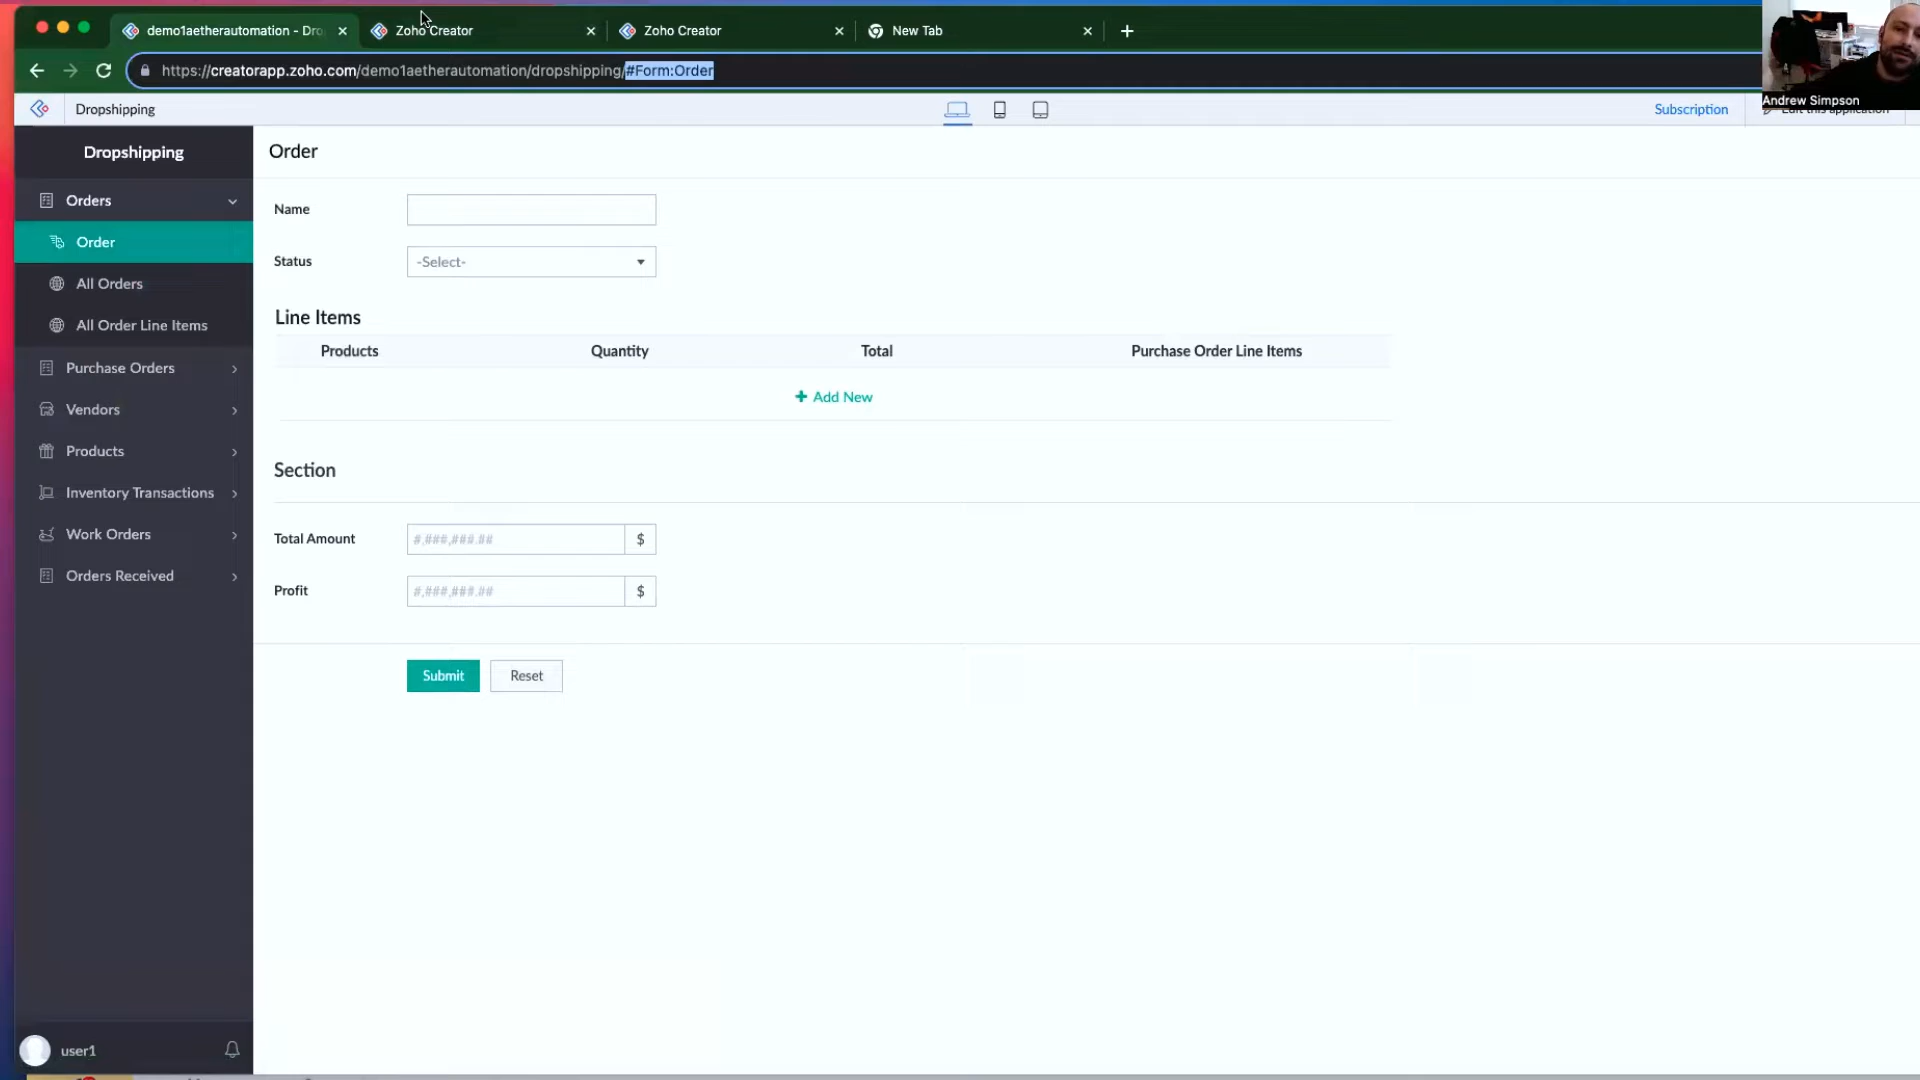 demo1aetherautomation - Dro
Zoho Creator
Zoho Creator
New Tab
https://creatorapp.zoho.com/demo1aetherautomation/dropshipping/#Form:Order
Andrew Simpson
Dropshipping
Subscription
Edit this application
Dropshipping
Order
Orders
Order
All Orders
All Order Line Items
Purchase Orders
Vendors
Products
Inventory Transactions
Work Orders
Orders Received
Name
Status
-Select-
Line Items
Products Quantity Total Purchase Order Line Items
+ Add New
Section
Total Amount
#,###,###.## $
Profit
#,###,###.## $
Submit Reset
user1